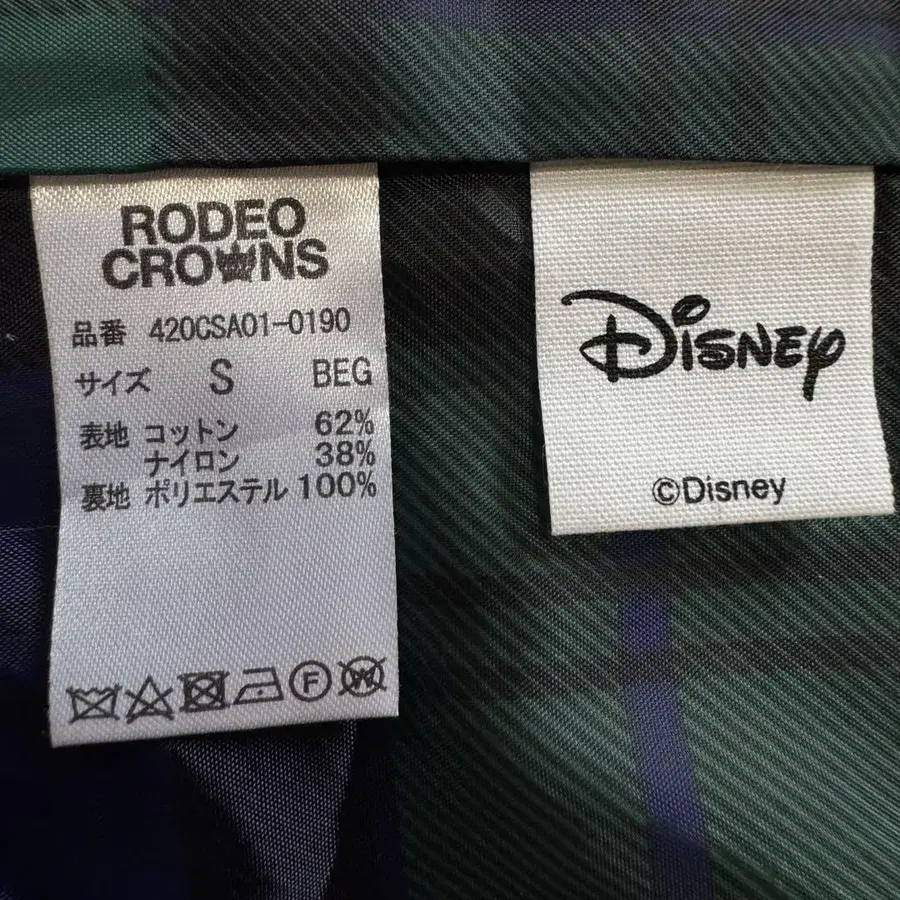 RODEO
CROWNS
品番 420CSA01-0190
サイズ S BEG
表地 コットン 62%
ナイロン 38%
裏地 ポリエステル 100%
F
W
Disney
©Disney